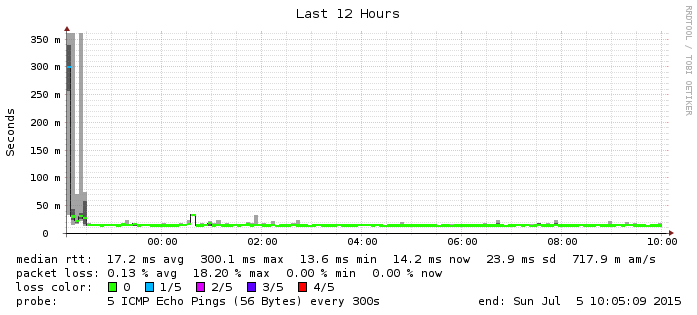 Last 12 Hours
RRDTOOL / TOBI OETIKER
Seconds
350 m
300 m
250 m
200 m
150 m
100 m
50 m
0
00:00 02:00 04:00 06:00 08:00 10:00
median rtt: 17.2 ms avg 300.1 ms max 13.6 ms min 14.2 ms now 23.9 ms sd 717.9 m am/s
packet loss: 0.13 % avg 18.20 % max 0.00 % min 0.00 % now
loss color: 0 1/5 2/5 3/5 4/5
probe: 5 ICMP Echo Pings (56 Bytes) every 300s end: Sun Jul 5 10:05:09 2015